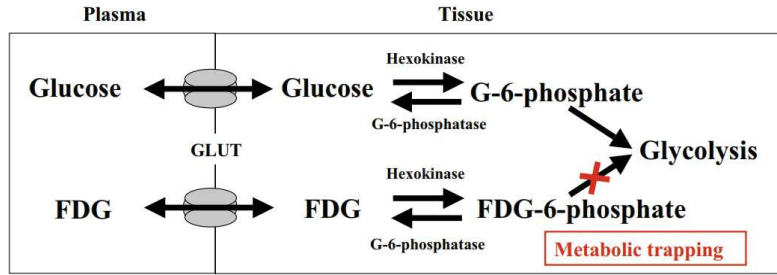 Plasma Tissue
Hexokinase
Glucose Glucose G-6-phosphate
G-6-phosphatase
GLUT Glycolysis
Hexokinase
FDG FDG FDG-6-phosphate
G-6-phosphatase
Metabolic trapping